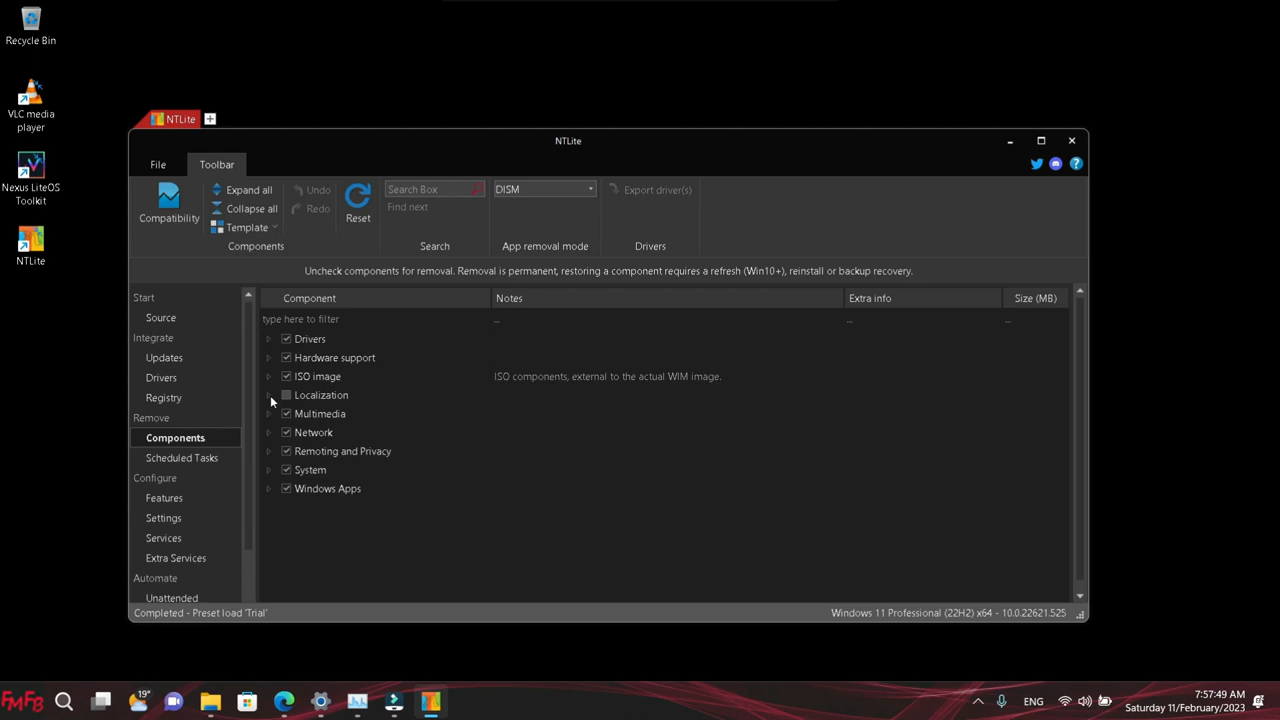 Recycle Bin
VLC media
player
Nexus LiteOS
Toolkit
NTLite
NTLite
NTLite
File
Toolbar
Compatibility
Expand all
Collapse all
Template
Components
Undo
Redo
Reset
Search Box
Find next
Search
DISM
App removal mode
Export driver(s)
Drivers
Uncheck components for removal. Removal is permanent, restoring a component requires a refresh (Win10+), reinstall or backup recovery.
Start
Source
Integrate
Updates
Drivers
Registry
Remove
Components
Scheduled Tasks
Configure
Features
Settings
Services
Extra Services
Automate
Unattended
Component
Notes
Extra info
Size (MB)
type here to filter
...
...
...
Drivers
Hardware support
ISO image
ISO components, external to the actual WIM image.
Localization
Multimedia
Network
Remoting and Privacy
System
Windows Apps
Completed - Preset load 'Trial'
Windows 11 Professional (22H2) x64 - 10.0.22621.525
FMFB
19°
ENG
7:57:49 AM
Saturday 11/February/2023